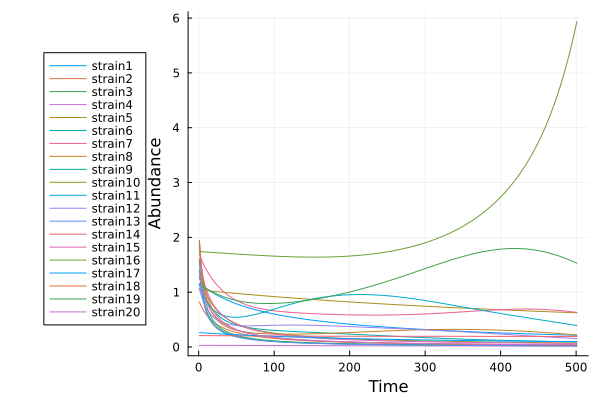 strain1
strain2
strain3
strain4
strain5
strain6
strain7
strain8
strain9
strain10
strain11
strain12
strain13
strain14
strain15
strain16
strain17
strain18
strain19
strain20
Abundance
6
5
4
3
2
1
0
0 100 200 300 400 500
Time